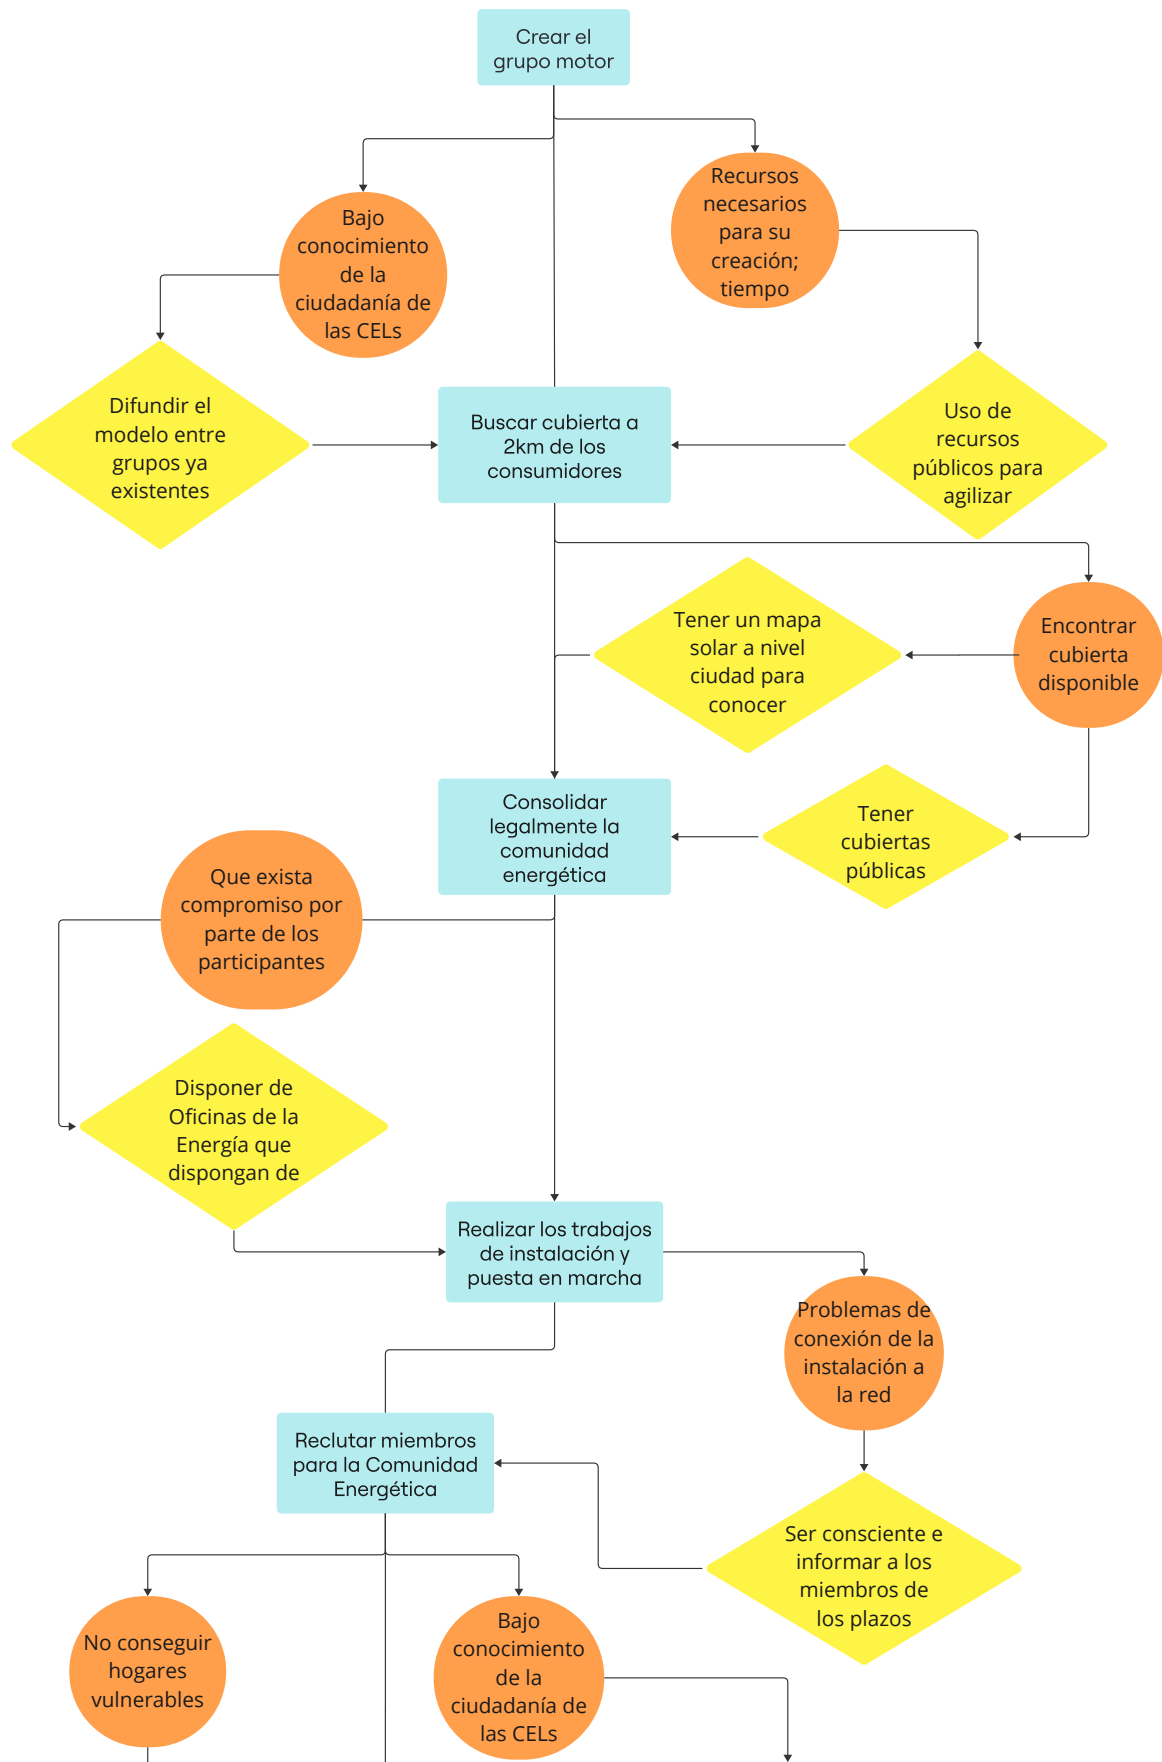 Crear el
grupo motor
Bajo
conocimiento
de la
ciudadanía de
las CELs
Recursos
necesarios
para su
creación;
tiempo
Difundir el
modelo entre
grupos ya
existentes
Buscar cubierta a
2km de los
consumidores
Uso de
recursos
públicos para
agilizar
Tener un mapa
solar a nivel
ciudad para
conocer
Encontrar
cubierta
disponible
Consolidar
legalmente la
comunidad
energética
Tener
cubiertas
públicas
Que exista
compromiso por
parte de los
participantes
Disponer de
Oficinas de la
Energía que
dispongan de
Realizar los trabajos
de instalación y
puesta en marcha
Problemas de
conexión de la
instalación a
la red
Reclutar miembros
para la Comunidad
Energética
Ser consciente e
informar a los
miembros de
los plazos
No conseguir
hogares
vulnerables
Bajo
conocimiento
de la
ciudadanía de
las CELs